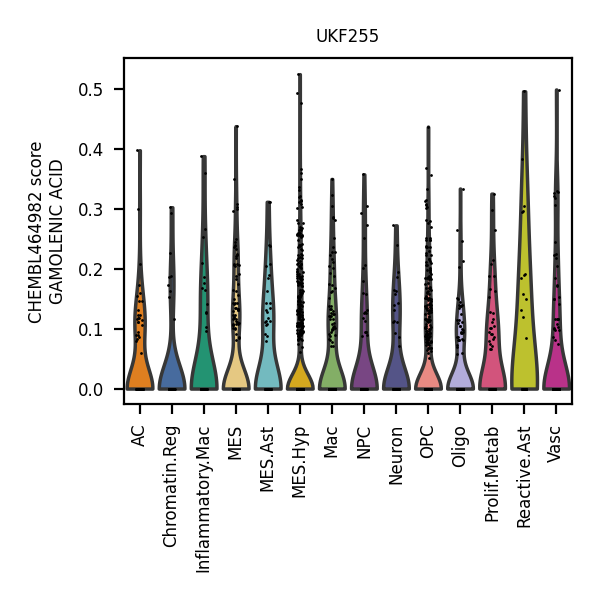 UKF255
CHEMBL464982 score
GAMOLENIC ACID
0.5
0.4
0.3
0.2
0.1
0.0
AC
Chromatin.Reg
Inflammatory.Mac
MES
MES.Ast
MES.Hyp
Mac
NPC
Neuron
OPC
Oligo
Prolif.Metab
Reactive.Ast
Vasc